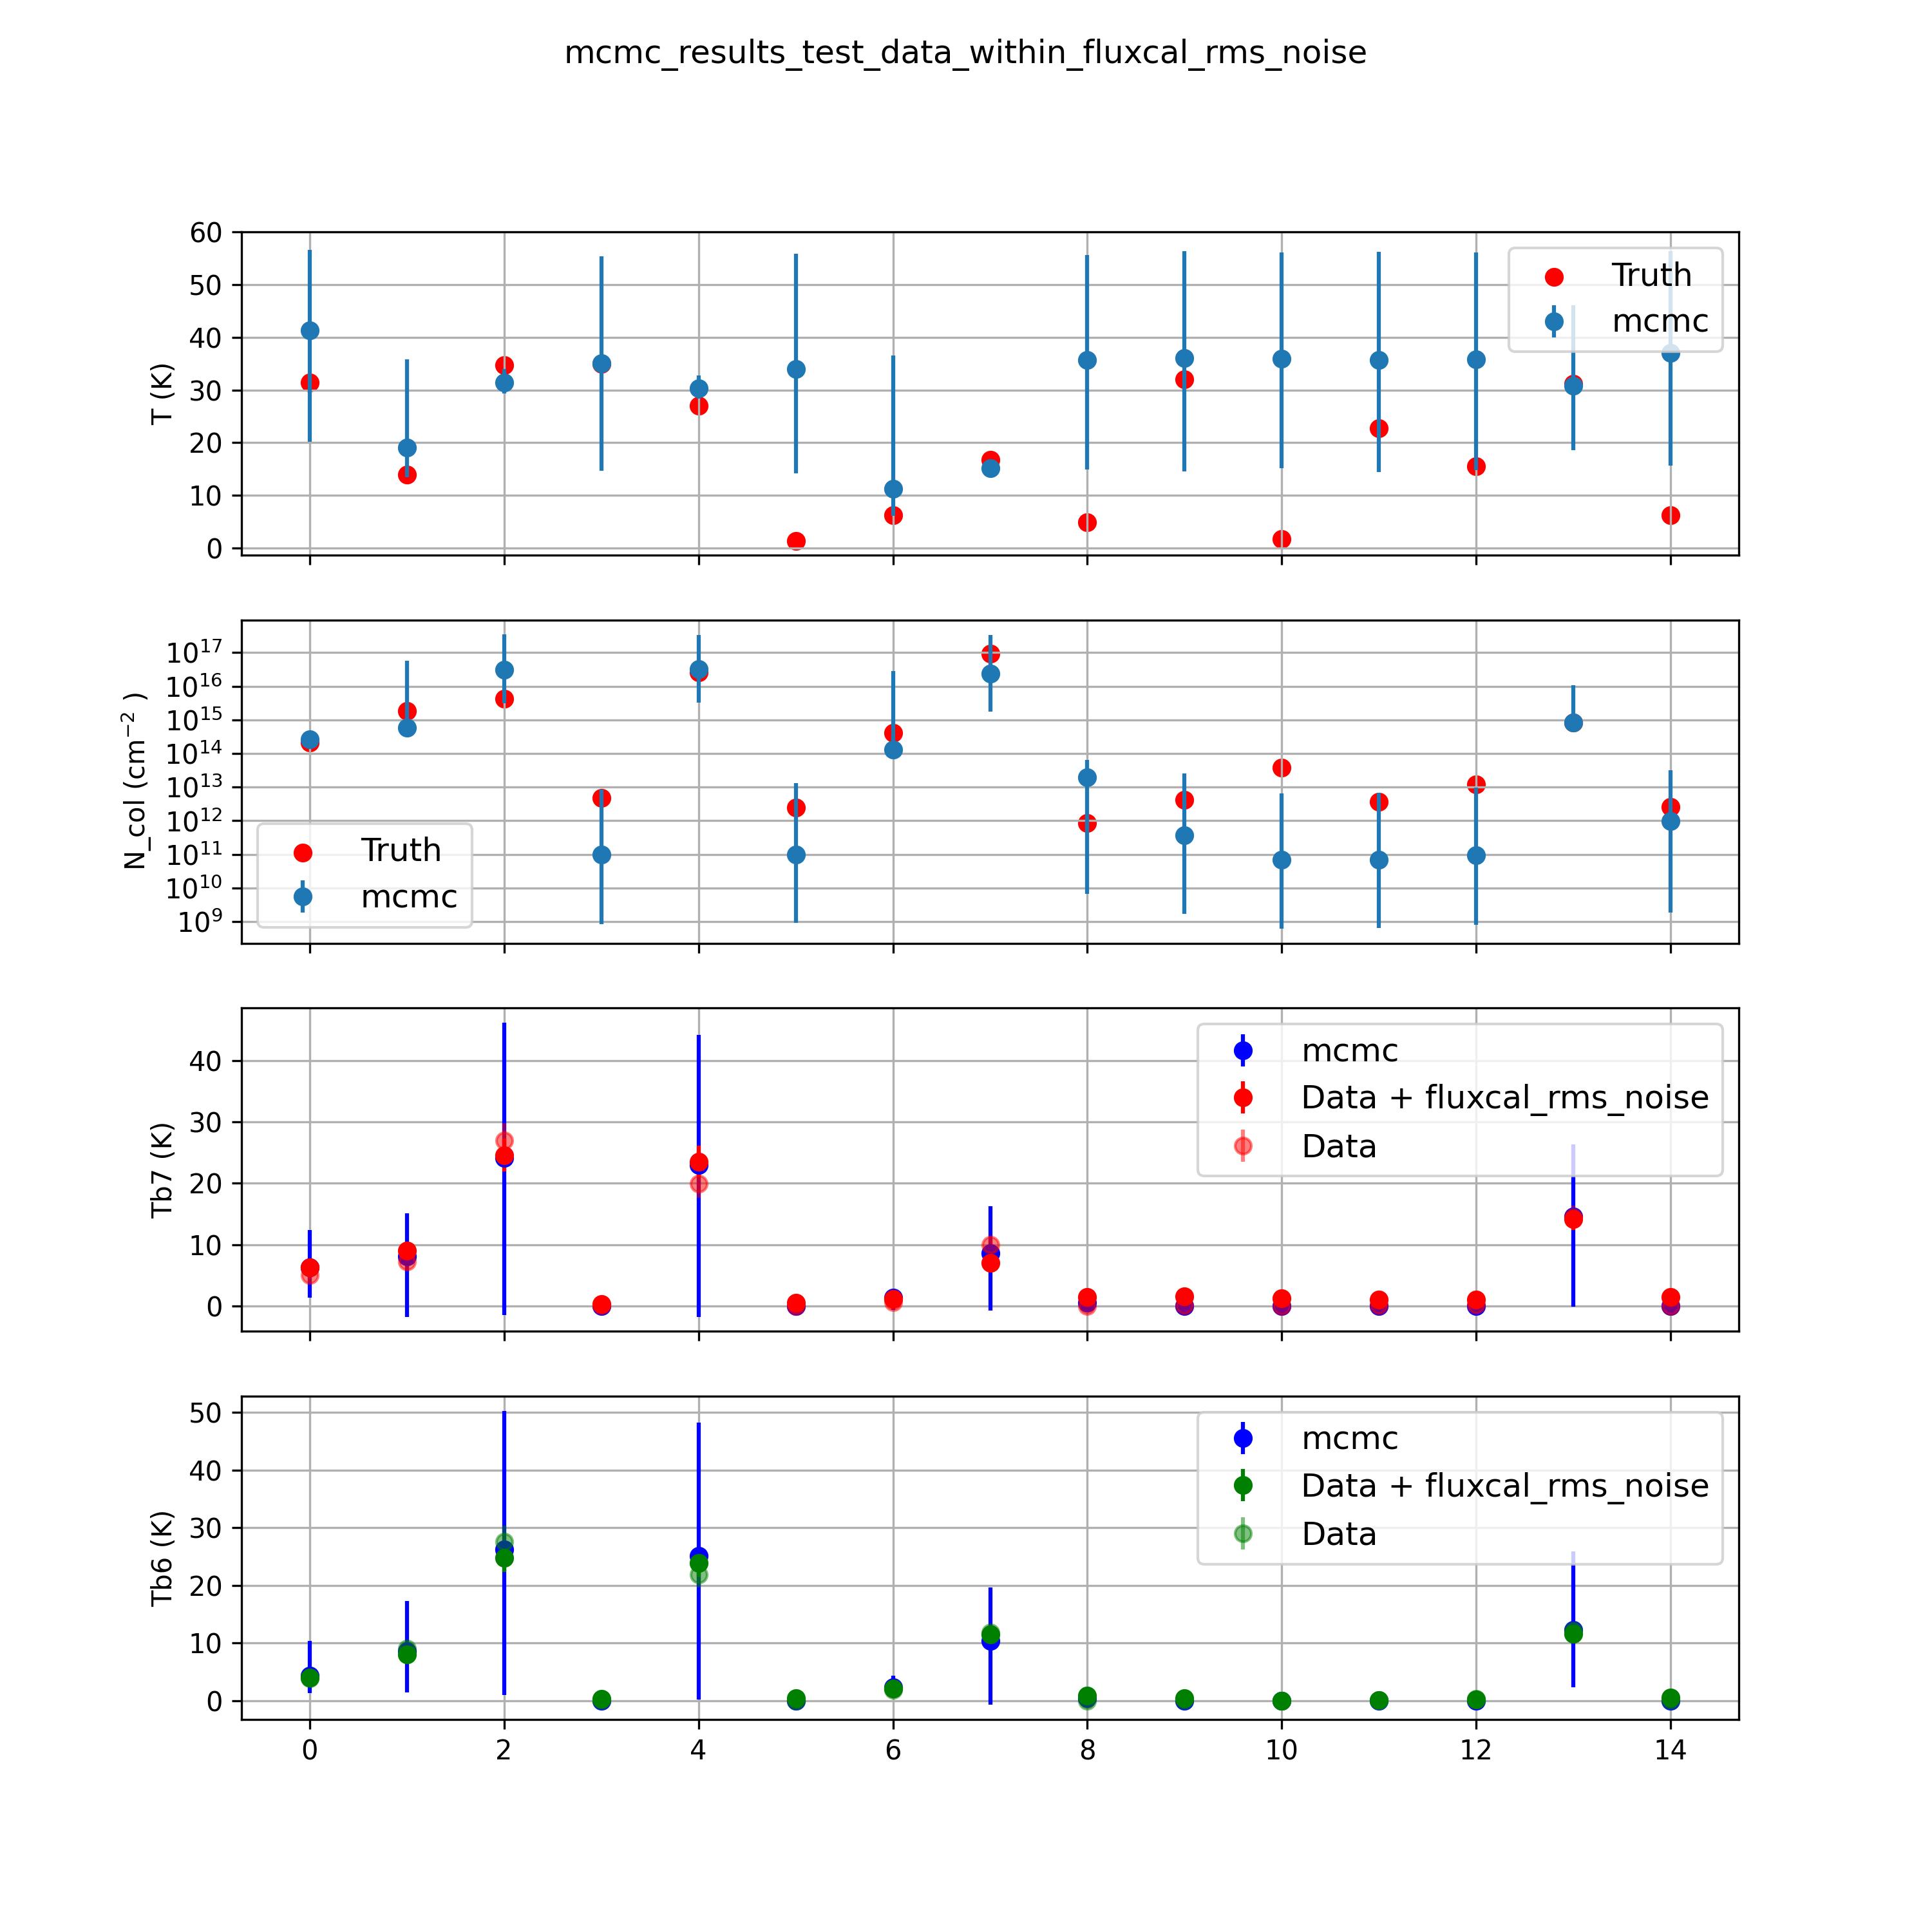 mcmc_results_test_data_within_fluxcal_rms_noise
60
50
40
30
20
10
0
T (K)
Truth
mcmc
10^17
10^16
10^15
10^14
10^13
10^12
10^11
10^10
10^9
N_col (cm^−2 )
Truth
mcmc
40
30
20
10
0
Tb7 (K)
mcmc
Data + fluxcal_rms_noise
Data
50
40
30
20
10
0
Tb6 (K)
mcmc
Data + fluxcal_rms_noise
Data
0 2 4 6 8 10 12 14